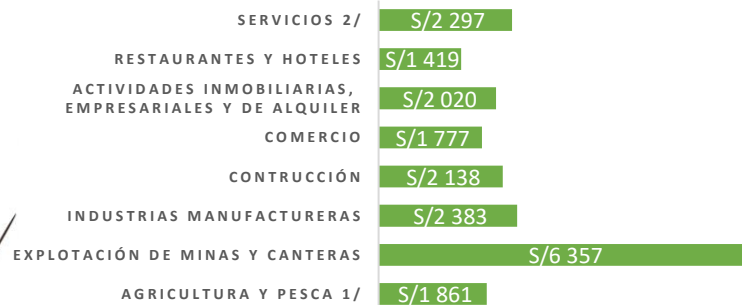 SERVICIOS 2/ S/2 297
RESTAURANTES Y HOTELES S/1 419
ACTIVIDADES INMOBILIARIAS,
EMPRESARIALES Y DE ALQUILER S/2 020
COMERCIO S/1 777
CONTRUCCIÓN S/2 138
INDUSTRIAS MANUFACTURERAS S/2 383
EXPLOTACIÓN DE MINAS Y CANTERAS S/6 357
AGRICULTURA Y PESCA 1/ S/1 861